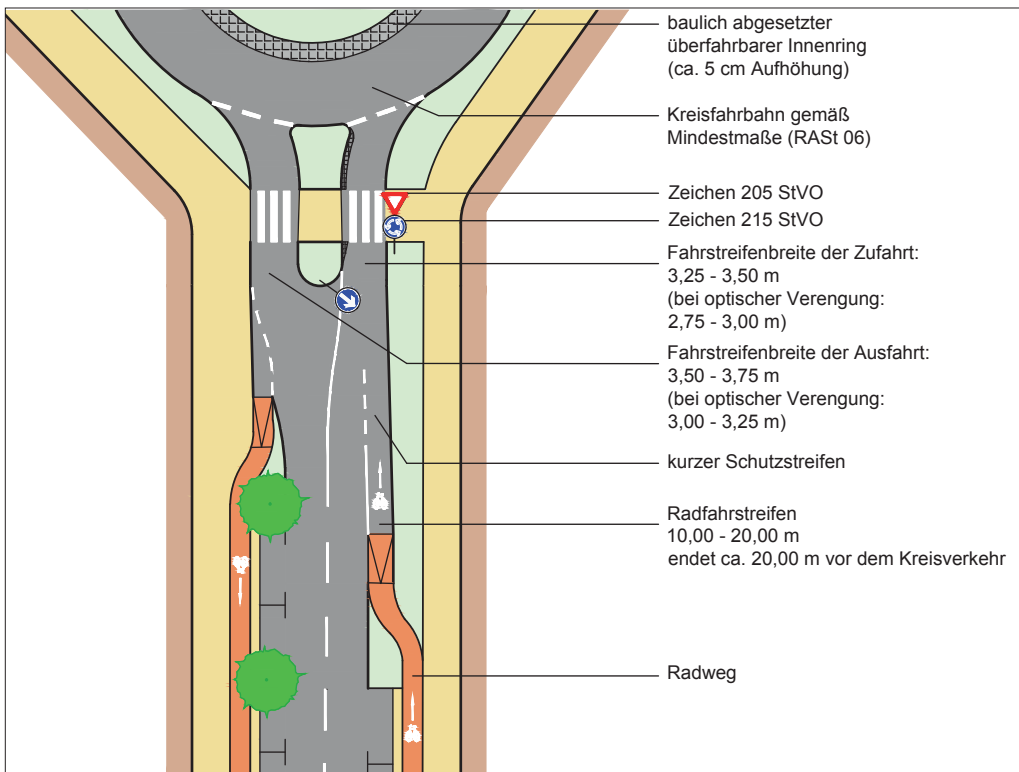 baulich abgesetzter
überfahrbarer Innenring
(ca. 5 cm Aufhöhung)
Kreisfahrbahn gemäß
Mindestmaße (RASt 06)
Zeichen 205 StVO
Zeichen 215 StVO
Fahrstreifenbreite der Zufahrt:
3,25 - 3,50 m
(bei optischer Verengung:
2,75 - 3,00 m)
Fahrstreifenbreite der Ausfahrt:
3,50 - 3,75 m
(bei optischer Verengung:
3,00 - 3,25 m)
kurzer Schutzstreifen
Radfahrstreifen
10,00 - 20,00 m
endet ca. 20,00 m vor dem Kreisverkehr
Radweg